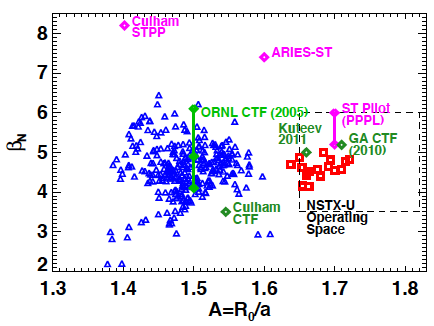 8
7
6
5
4
3
2
βN
1.3
1.4
1.5
1.6
1.7
1.8
A=R0/a
Culham
STPP
ARIES-ST
ORNL CTF (2005)
ST Pilot
(PPPL)
Kuteev
2011
GA CTF
(2010)
Culham
CTF
NSTX-U
Operating
Space